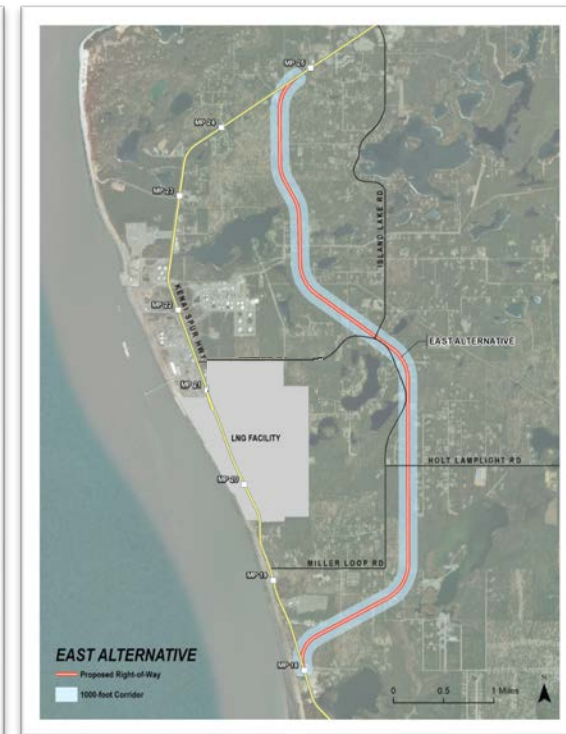 MP 25
MP 24
MP 23
ISLAND LAKE RD
KENAI SPUR HWY
MP 22
EAST ALTERNATIVE
MP 21
LNG FACILITY
HOLT LAMPLIGHT RD
MP 20
MILLER LOOP RD
MP 19
EAST ALTERNATIVE
MP 18
Proposed Right-of-Way
1000-foot Corridor
N
0 0.5 1 Miles